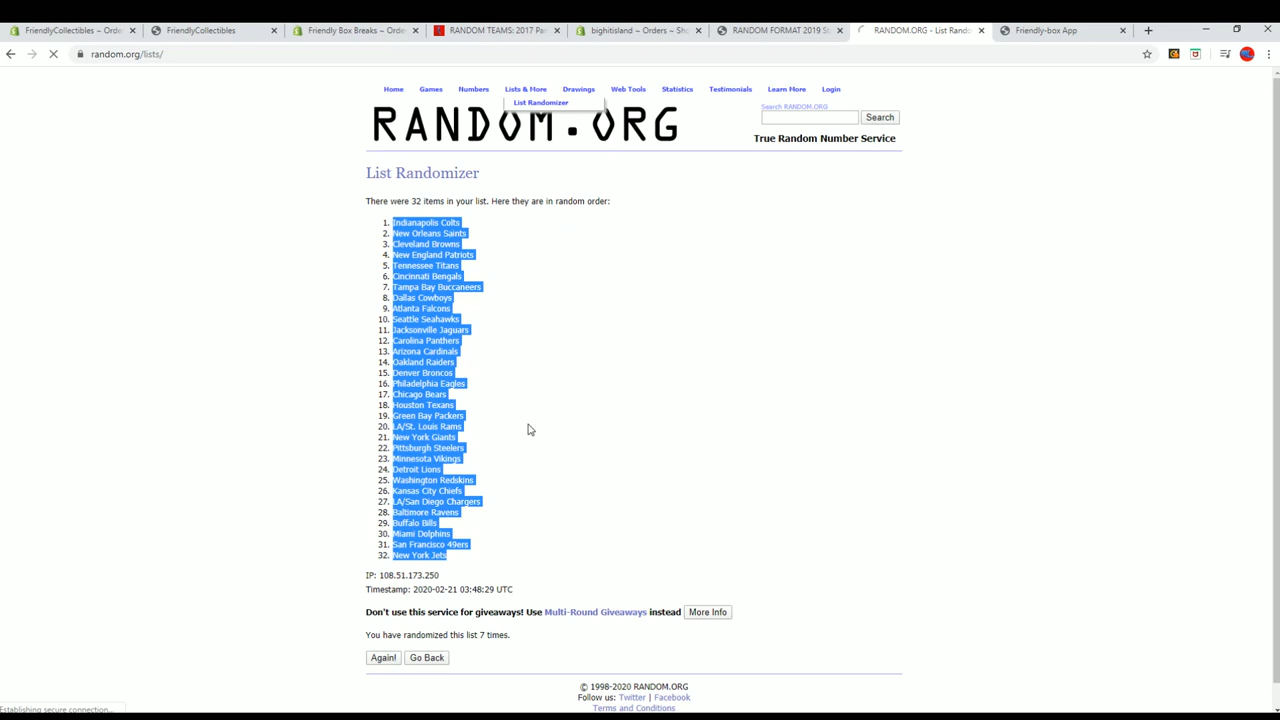 FriendlyCollectibles – Orde
FriendlyCollectibles
Friendly Box Breaks – Orde
RANDOM TEAMS: 2017 Pan
bighitisland – Orders – Sho
RANDOM FORMAT 2019 St
RANDOM.ORG - List Rando
Friendly-box App
random.org/lists/
Home Games Numbers Lists & More Drawings Web Tools Statistics Testimonials Learn More Login
List Randomizer
Search RANDOM.ORG
RANDOM.ORG
Search
True Random Number Service
List Randomizer
There were 32 items in your list. Here they are in random order:
1. Indianapolis Colts
2. New Orleans Saints
3. Cleveland Browns
4. New England Patriots
5. Tennessee Titans
6. Cincinnati Bengals
7. Tampa Bay Buccaneers
8. Dallas Cowboys
9. Atlanta Falcons
10. Seattle Seahawks
11. Jacksonville Jaguars
12. Carolina Panthers
13. Arizona Cardinals
14. Oakland Raiders
15. Denver Broncos
16. Philadelphia Eagles
17. Chicago Bears
18. Houston Texans
19. Green Bay Packers
20. LA/St. Louis Rams
21. New York Giants
22. Pittsburgh Steelers
23. Minnesota Vikings
24. Detroit Lions
25. Washington Redskins
26. Kansas City Chiefs
27. LA/San Diego Chargers
28. Baltimore Ravens
29. Buffalo Bills
30. Miami Dolphins
31. San Francisco 49ers
32. New York Jets
IP: 108.51.173.250
Timestamp: 2020-02-21 03:48:29 UTC
Don't use this service for giveaways! Use Multi-Round Giveaways instead More Info
You have randomized this list 7 times.
Again! Go Back
© 1998-2020 RANDOM.ORG
Follow us: Twitter | Facebook
Terms and Conditions
Establishing secure connection...